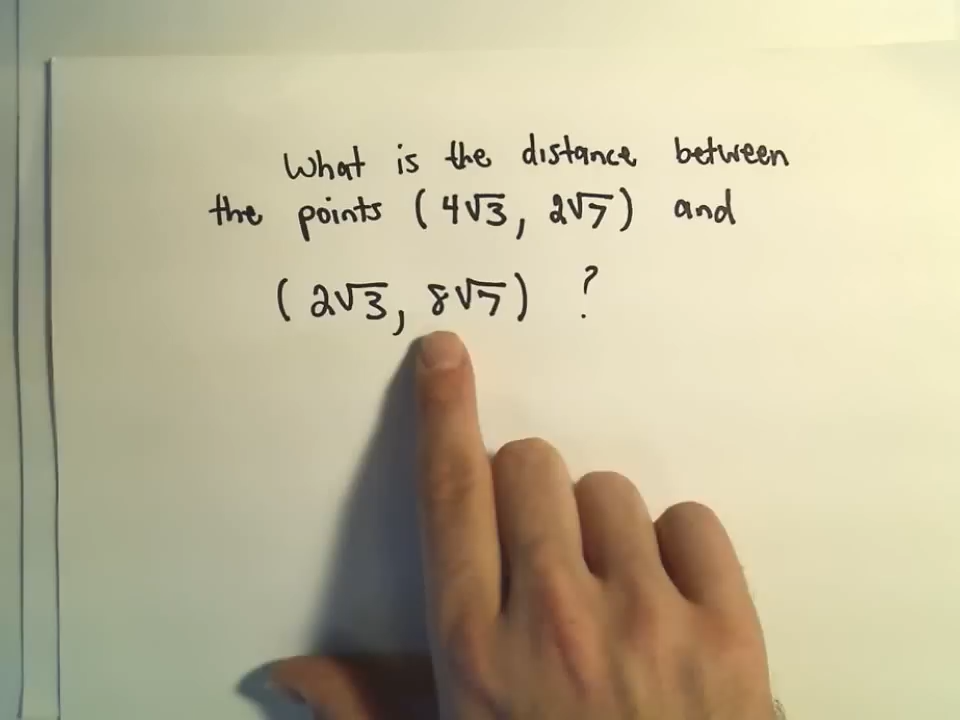 What is the distance between
the points (4√3, 2√7) and
(2√3, 8√7) ?